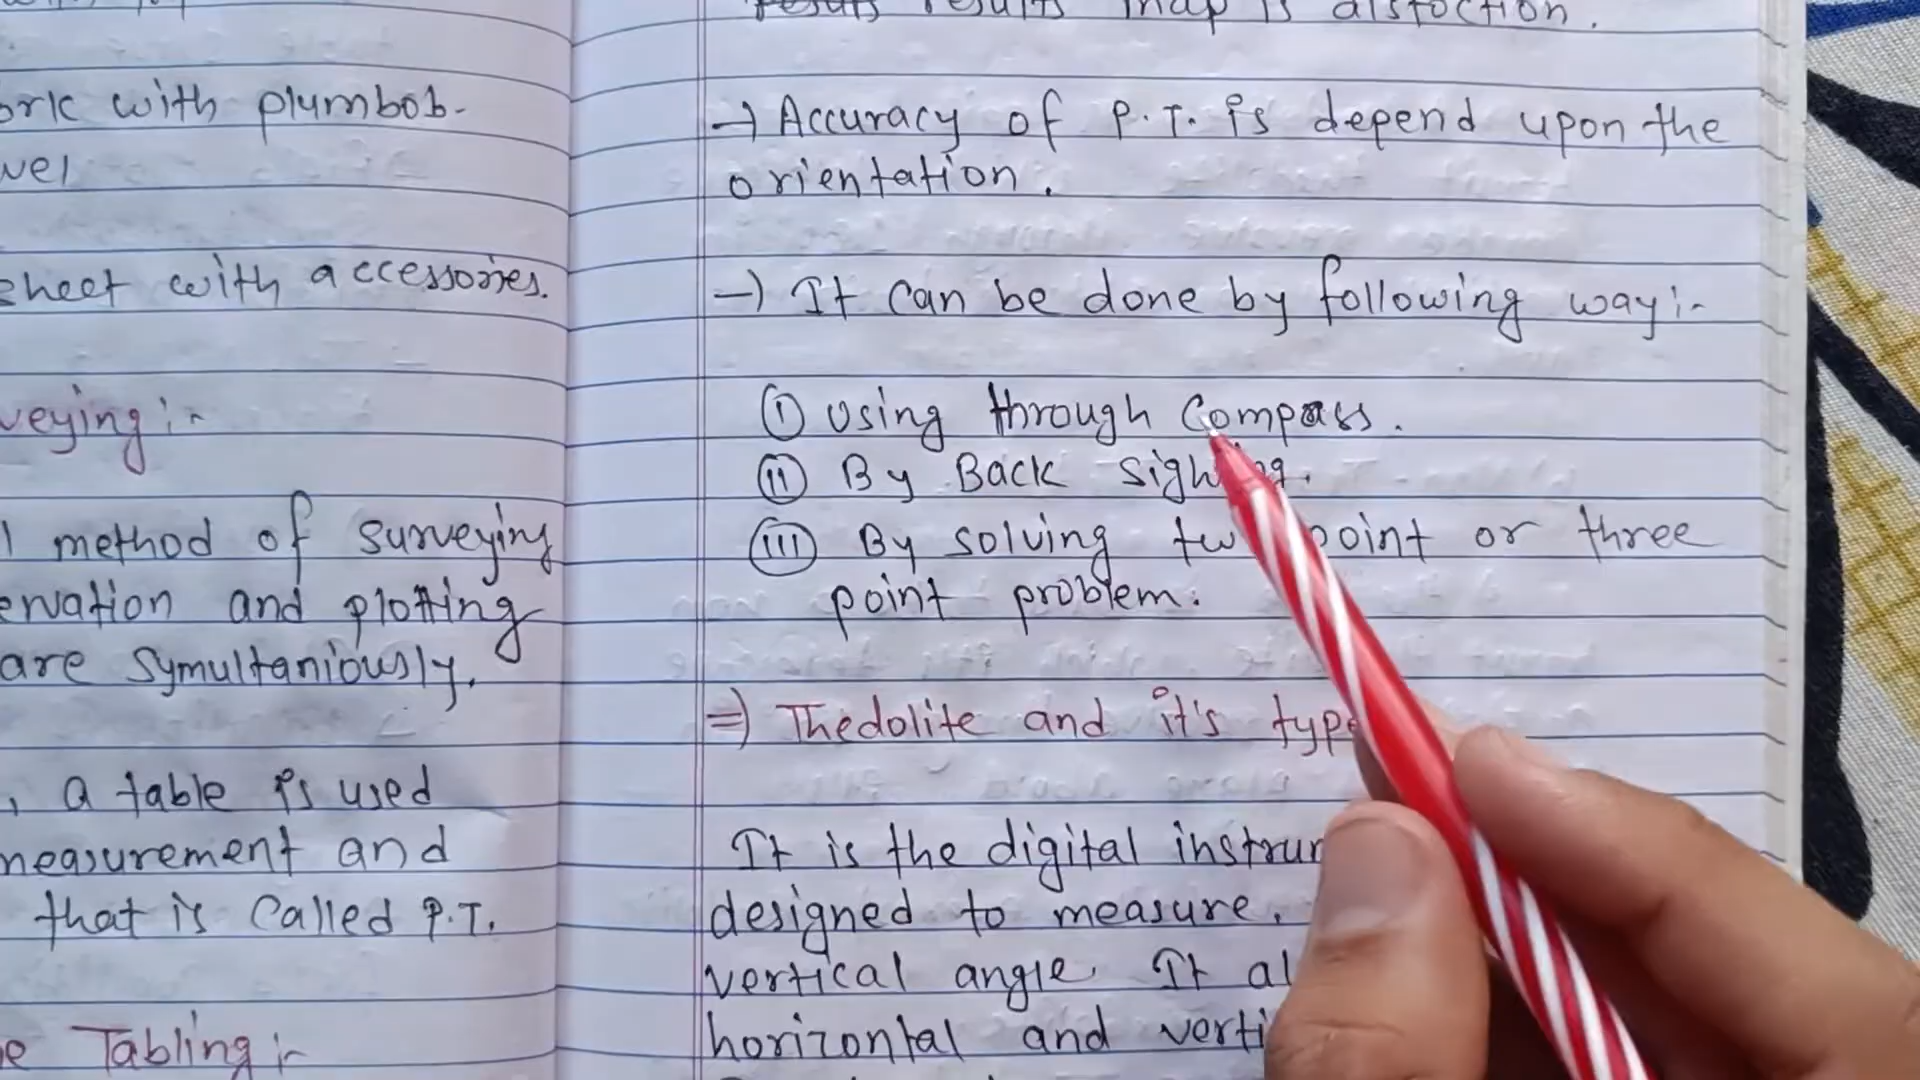 ork with plumbob-
vel
sheet with accessories.
veying:-
l method of surveying
ervation and plotting
are symultaniously.
, a table is used
measurement and
that is called P.T.
e Tabling:-
results map is distoction.
→ Accuracy of P.T. is depend upon the
orientation.
→ It can be done by following way:-
(i) Using through Compass.
(ii) By Back sigh
(iii) By solving tw point or three
point problem.
⇒ Thedolite and it's type
It is the digital instrum
designed to measure.
vertical angle. It al
horizontal and verti